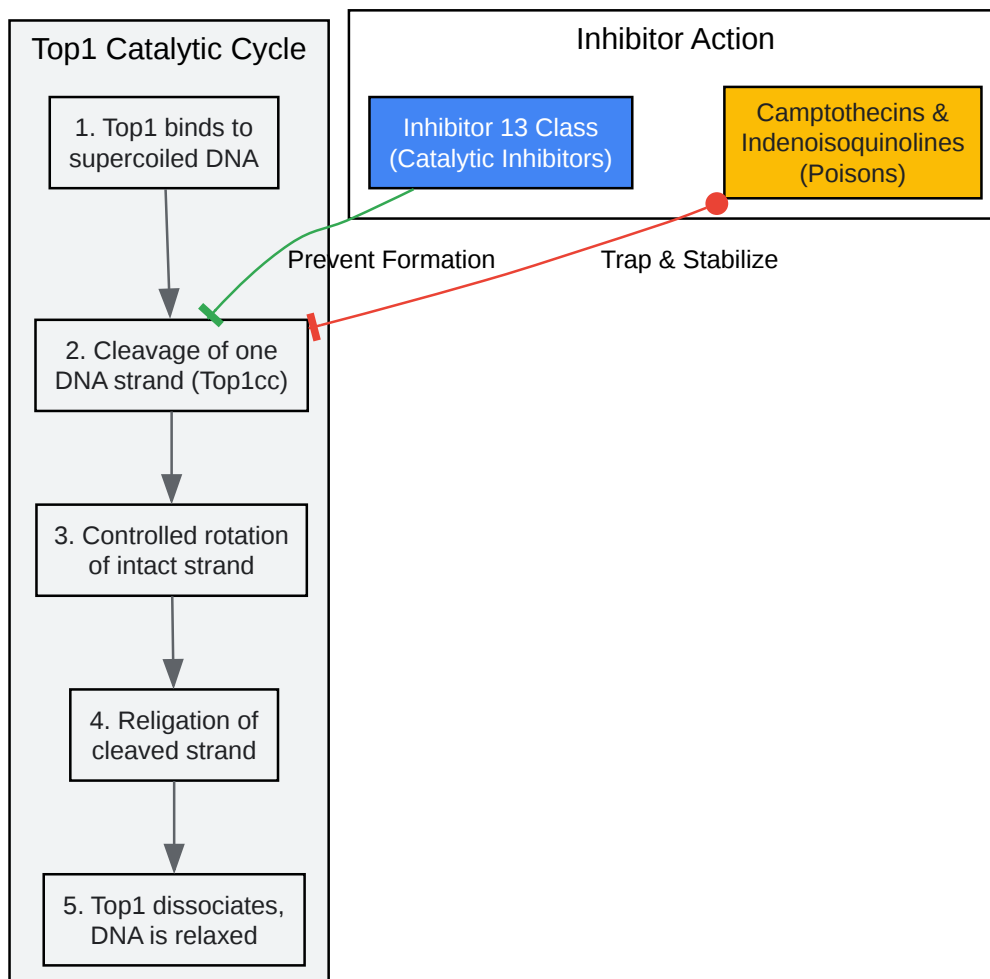 Top1 Catalytic Cycle
1. Top1 binds to
supercoiled DNA
2. Cleavage of one
DNA strand (Top1cc)
3. Controlled rotation
of intact strand
4. Religation of
cleaved strand
5. Top1 dissociates,
DNA is relaxed
Inhibitor Action
Inhibitor 13 Class
(Catalytic Inhibitors)
Camptothecins &
Indenoisoquinolines
(Poisons)
Prevent Formation
Trap & Stabilize